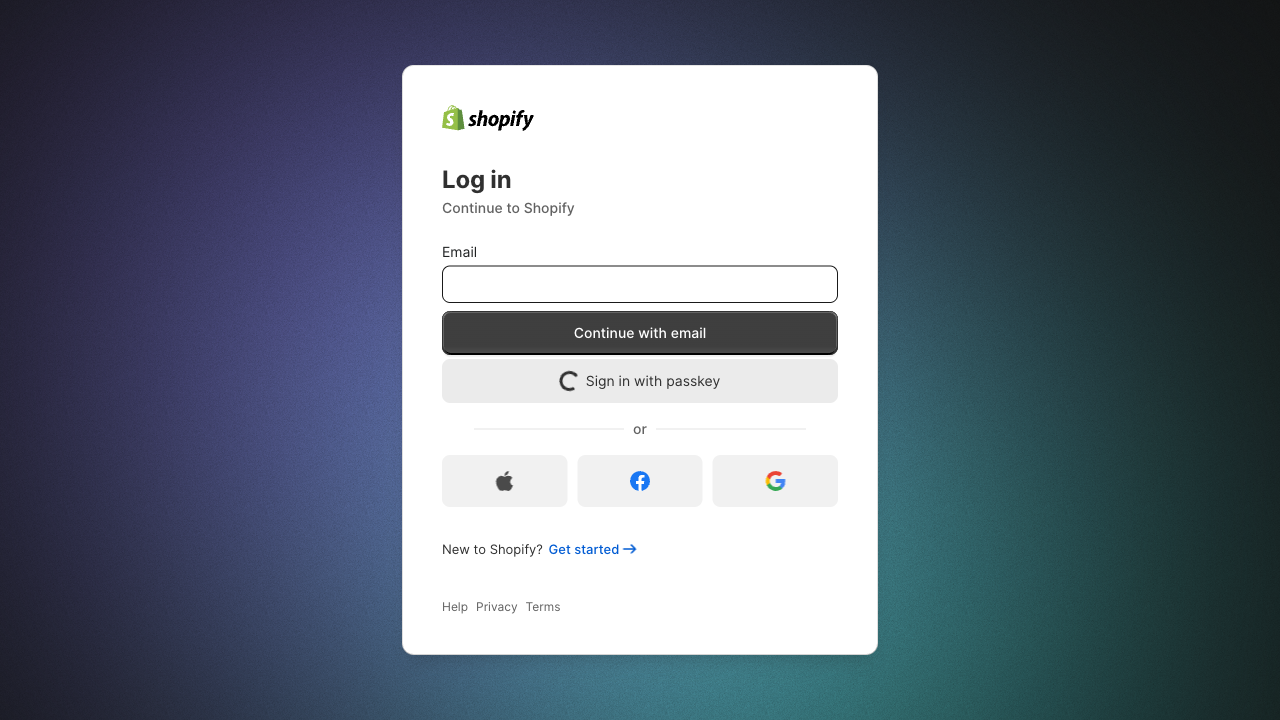 shopify
Log in
Continue to Shopify
Email
Continue with email
Sign in with passkey
or
New to Shopify? Get started →
Help Privacy Terms